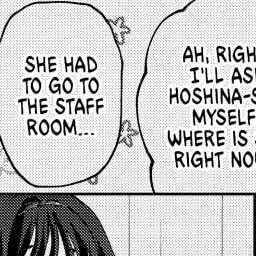 AH, RIGH
I'LL AS
HOSHINA-S
MYSELF
WHERE IS
RIGHT NO
SHE HAD
TO GO TO
THE STAFF
ROOM...